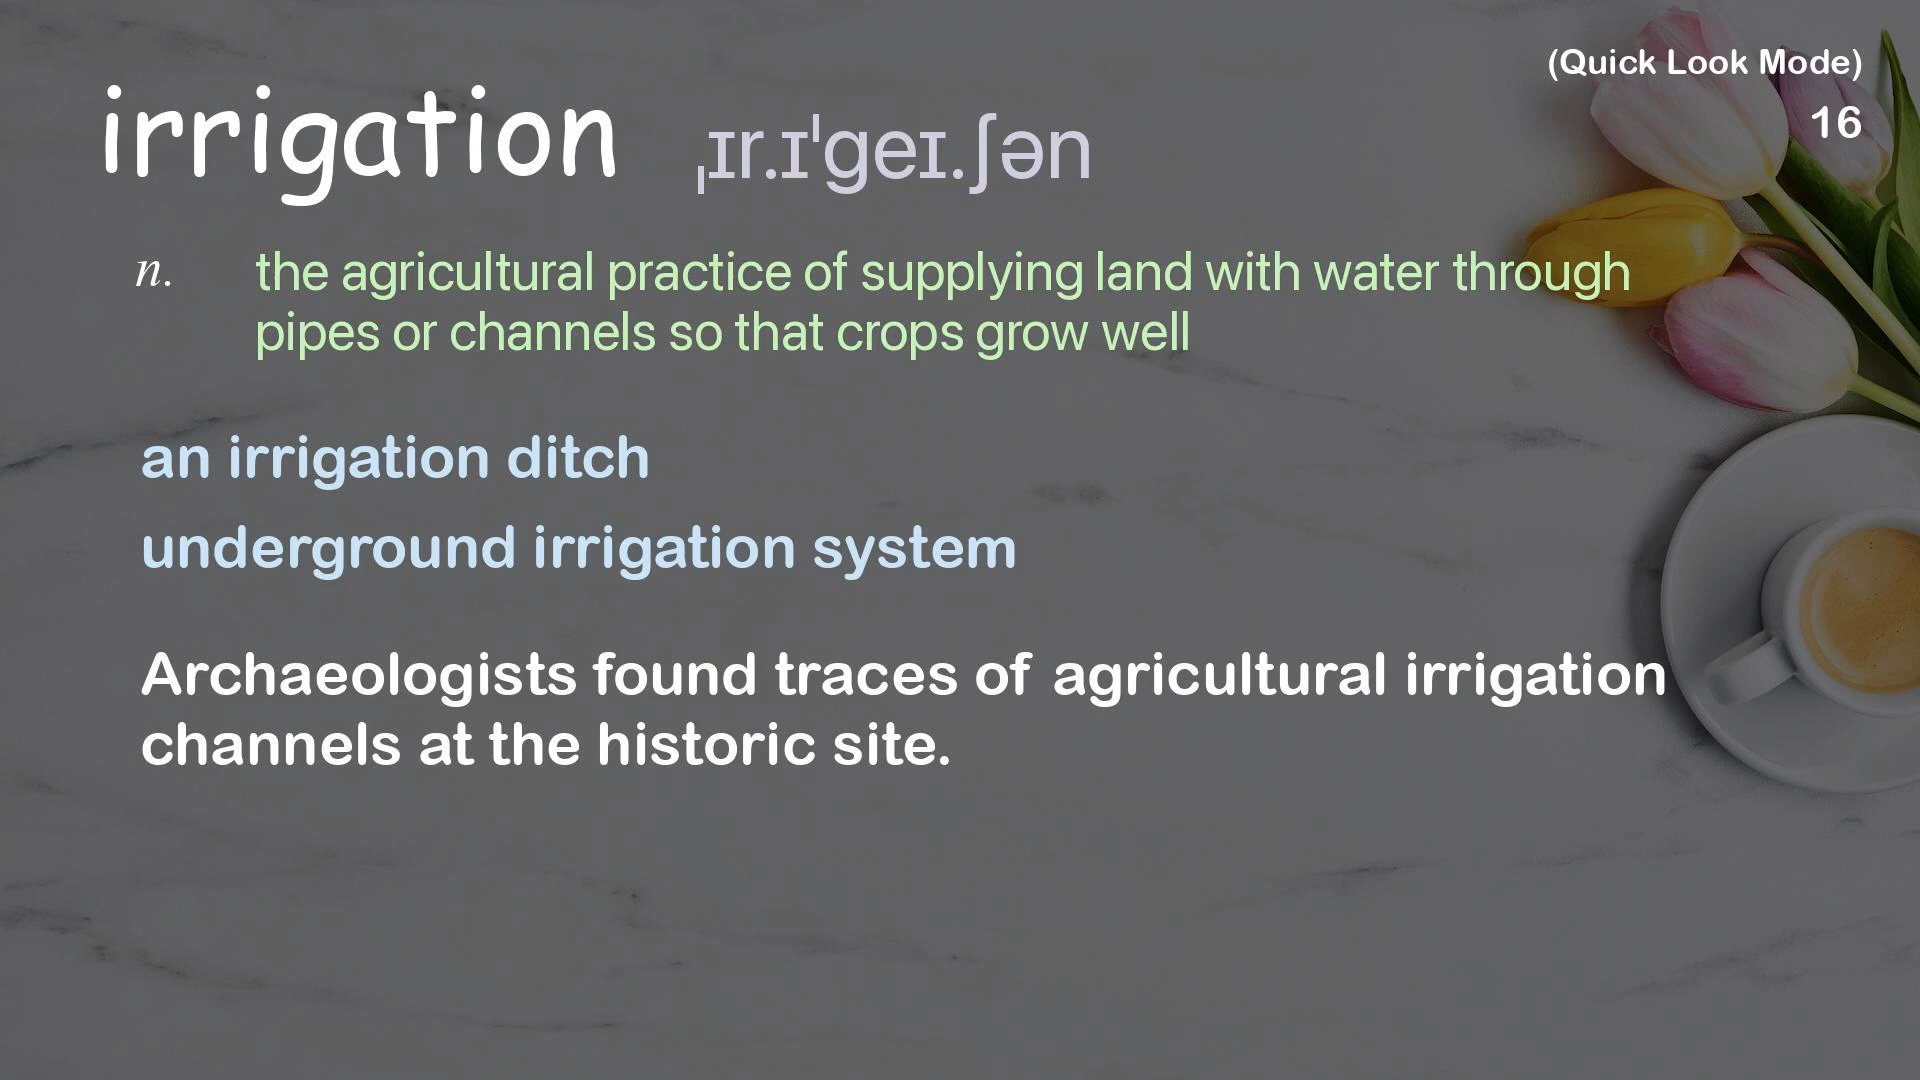 (Quick Look Mode)
irrigation ˌɪr.ɪˈɡeɪ.ʃən
16
n. the agricultural practice of supplying land with water through
pipes or channels so that crops grow well
an irrigation ditch
underground irrigation system
Archaeologists found traces of agricultural irrigation
channels at the historic site.